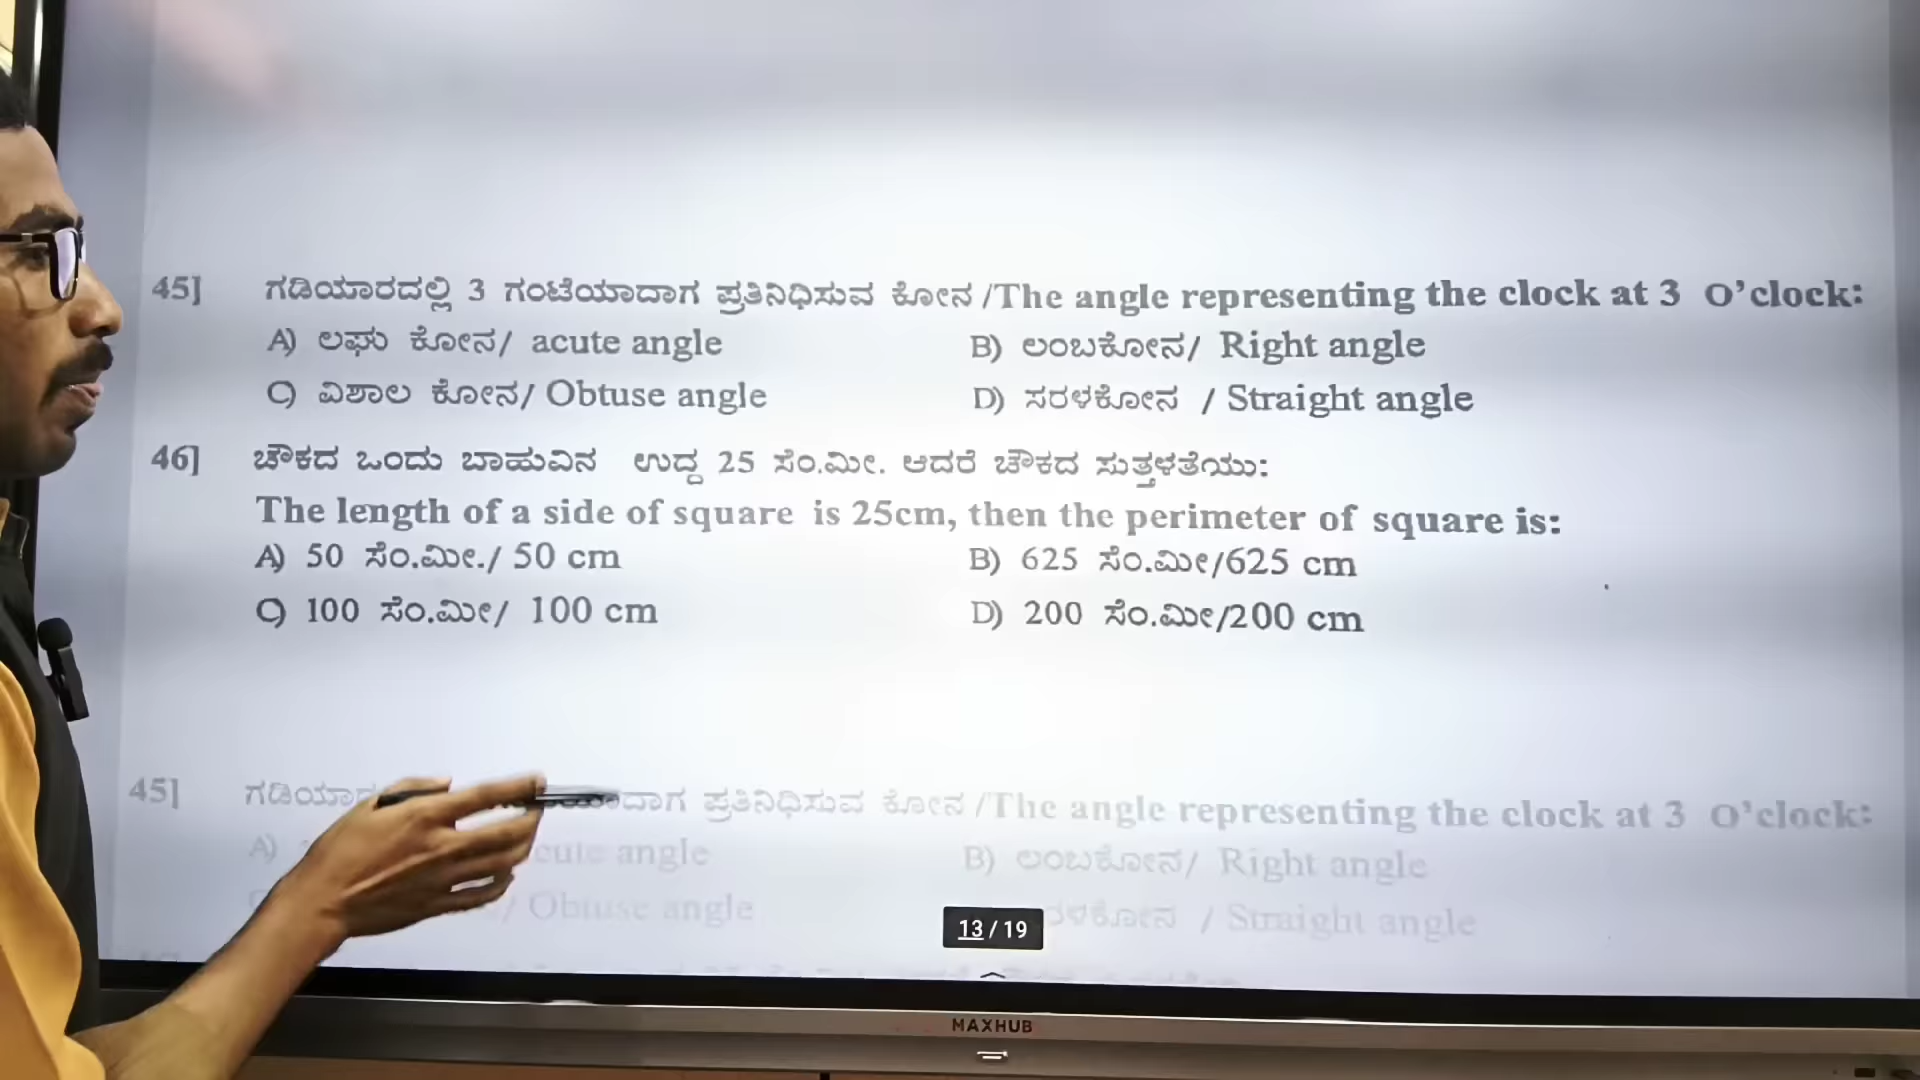 45] ಗಡಿಯಾರದಲ್ಲಿ 3 ಗಂಟೆಯಾದಾಗ ಪ್ರತಿನಿಧಿಸುವ ಕೋನ /The angle representing the clock at 3 O'clock:
A) ಲಘು ಕೋನ/ acute angle B) ಲಂಬಕೋನ/ Right angle
C) ವಿಶಾಲ ಕೋನ/ Obtuse angle D) ಸರಳಕೋನ / Straight angle
46] ಚೌಕದ ಒಂದು ಬಾಹುವಿನ ಉದ್ದ 25 ಸೆಂ.ಮೀ. ಆದರೆ ಚೌಕದ ಸುತ್ತಳತೆಯು:
The length of a side of square is 25cm, then the perimeter of square is:
A) 50 ಸೆಂ.ಮೀ./ 50 cm B) 625 ಸೆಂ.ಮೀ/625 cm
C) 100 ಸೆಂ.ಮೀ/ 100 cm D) 200 ಸೆಂ.ಮೀ/200 cm
45] ಪ್ರತಿನಿಧಿಸುವ ಕೋನ /The angle representing the clock at 3 O'clock:
A) angle B) ಲಂಬಕೋನ/ Right angle
/ Obtuse angle / Straight angle
13 / 19
MAXHUB